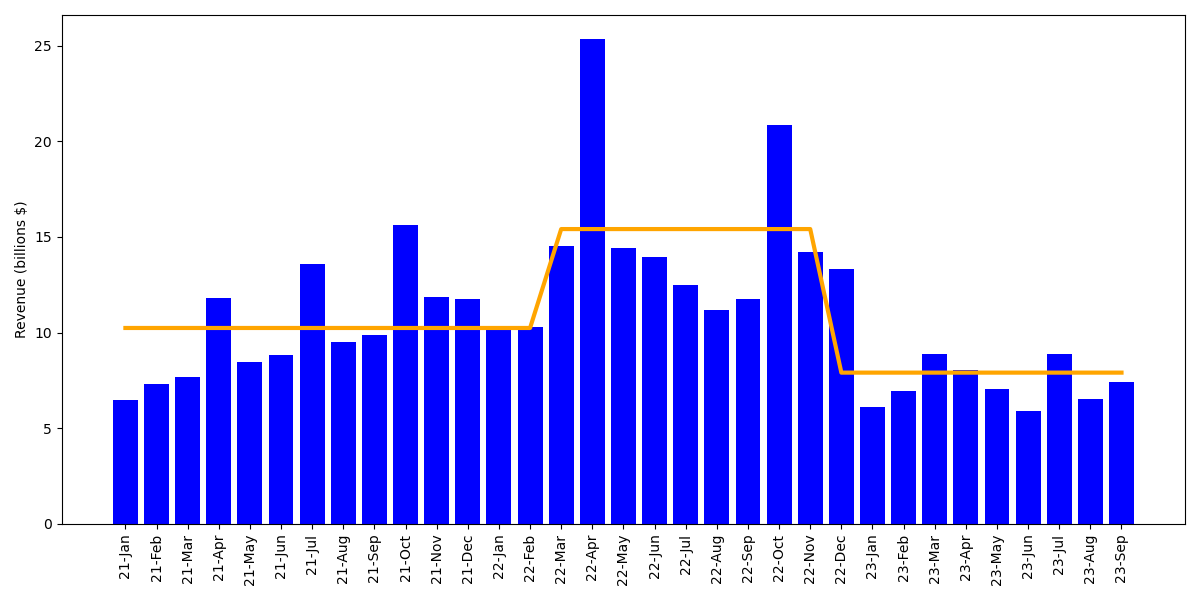 Revenue (billions $)
25
20
15
10
5
0
21-Jan
21-Feb
21-Mar
21-Apr
21-May
21-Jun
21-Jul
21-Aug
21-Sep
21-Oct
21-Nov
21-Dec
22-Jan
22-Feb
22-Mar
22-Apr
22-May
22-Jun
22-Jul
22-Aug
22-Sep
22-Oct
22-Nov
22-Dec
23-Jan
23-Feb
23-Mar
23-Apr
23-May
23-Jun
23-Jul
23-Aug
23-Sep